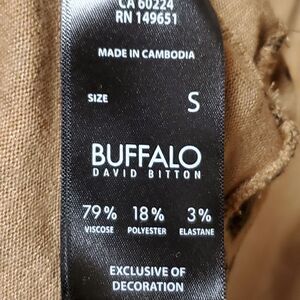 CA 60224
RN 149651
MADE IN CAMBODIA
SIZE S
BUFFALO
DAVID BITTON
79% 18% 3%
VISCOSE POLYESTER ELASTANE
EXCLUSIVE OF
DECORATION